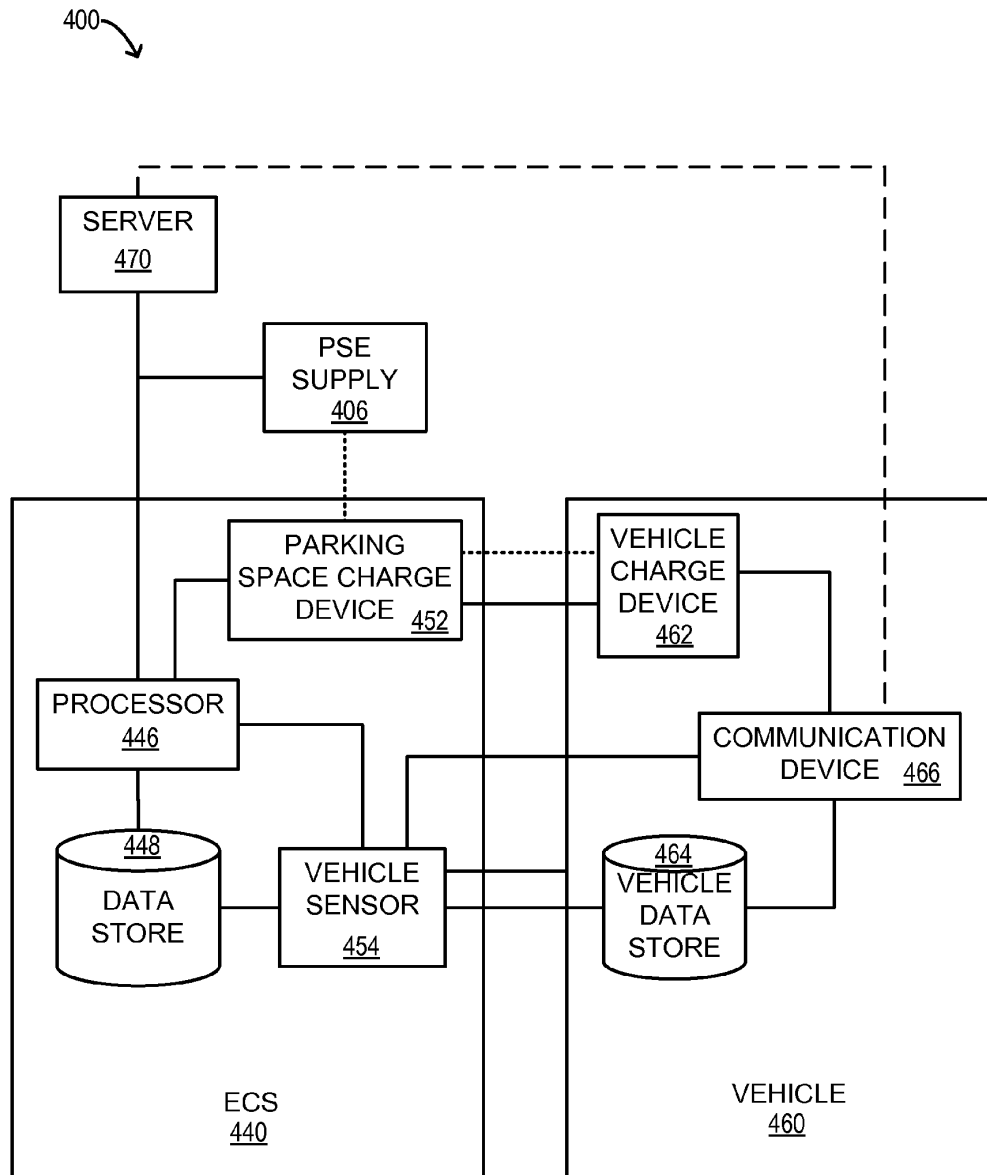 400
SERVER
470
PSE
SUPPLY
406
PARKING
SPACE CHARGE
DEVICE
452
VEHICLE
CHARGE
DEVICE
462
PROCESSOR
446
COMMUNICATION
DEVICE
466
448
DATA
STORE
VEHICLE
SENSOR
454
464
VEHICLE
DATA
STORE
ECS
440
VEHICLE
460